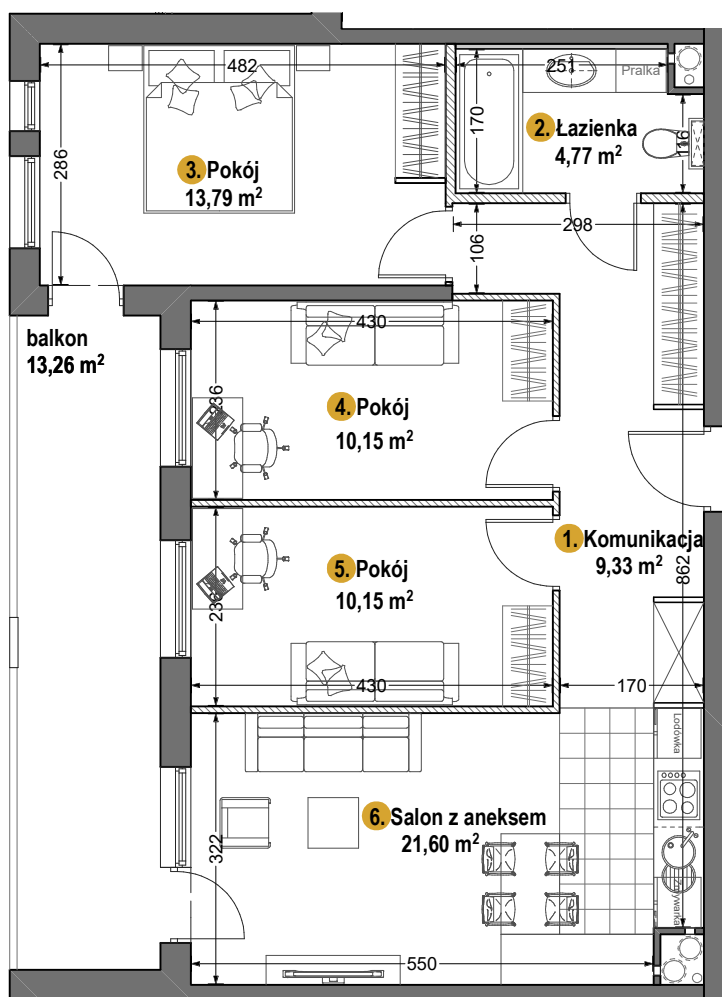 482
251
Pralka
170
2. Łazienka
4,77 m²
116
286
3. Pokój
13,79 m²
298
106
balkon
13,26 m²
430
236
4. Pokój
10,15 m²
1. Komunikacja
9,33 m²
862
5. Pokój
10,15 m²
236
430
170
Lodówka
6. Salon z aneksem
21,60 m²
322
Zmywarka
550